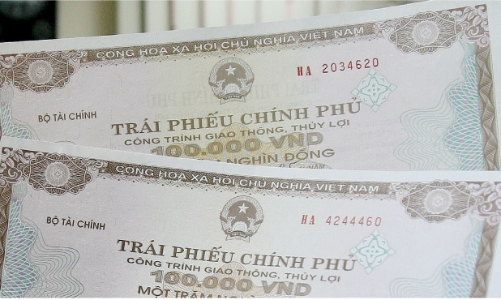 CỘNG HÒA XÃ HỘI CHỦ NGHĨA VIỆT NAM
HA 2034620
BỘ TÀI CHÍNH
TRÁI PHIẾU CHÍNH PHỦ
CÔNG TRÌNH GIAO THÔNG, THỦY LỢI
100.000 VND
NGHÌN ĐỒNG
CỘNG HOÀ XÃ HỘI CHỦ NGHĨA VIỆT NAM
HA 4244460
BỘ TÀI CHÍNH
TRÁI PHIẾU CHÍNH PHỦ
CÔNG TRÌNH GIAO THÔNG, THỦY LỢI
100.000 VND
MỘT TRĂM